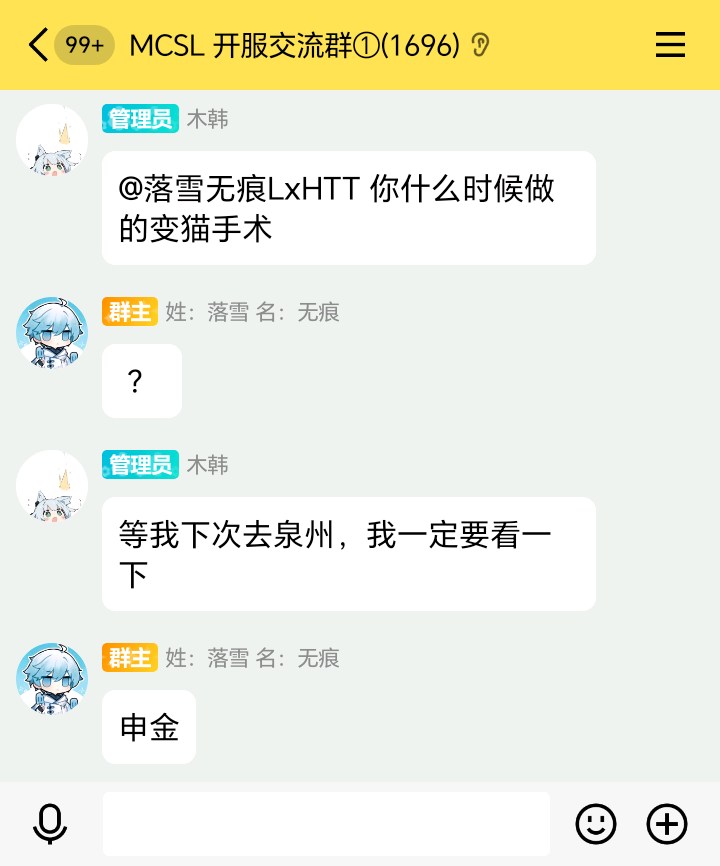 99+ MCSL 开服交流群①(1696)
管理员 木韩
@落雪无痕LxHTT 你什么时候做
的变猫手术
群主 姓：落雪 名：无痕
？
管理员 木韩
等我下次去泉州，我一定要看一
下
群主 姓：落雪 名：无痕
申金